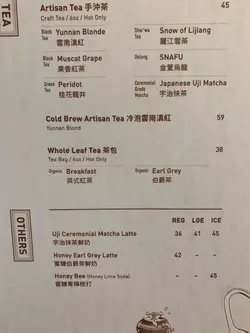 TEA
Artisan Tea 手沖茶 45
Craft Tea / 6oz / Hot Only
Black Tea Yunnan Blonde
雲南滇紅
Black Tea Muscat Grape
葉香紅茶
Green Tea Peridot
桂花龍井
Shai Wu Tea Snow of Lijiang
麗江雪茶
Oolong SNAFU
金萱烏龍
Ceremonial Grade Matcha Japanese Uji Matcha
宇治抹茶
Cold Brew Artisan Tea 冷泡雲南滇紅 59
Yunnan Blond
Whole Leaf Tea 茶包 38
Tea Bag / 6oz / Hot Only
Organic Breakfast
英式紅茶
Organic Earl Grey
伯爵茶
OTHERS
REG LGE ICE
Uji Ceremonial Matcha Latte 36 41 45
宇治抹茶鮮奶
Honey Earl Grey Latte 42 - -
蜜糖伯爵茶鮮奶
Honey Bee (Honey Lime Soda) - - 45
蜜糖青檸梳打